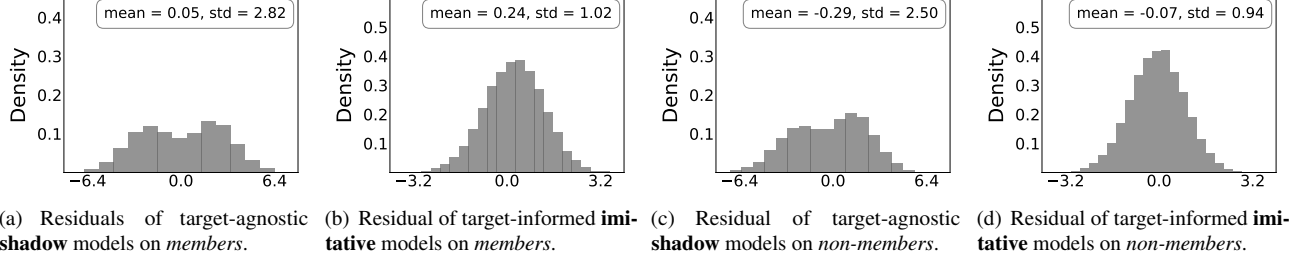 mean = 0.05, std = 2.82
0.4
0.3
0.2
0.1
Density
−6.4 0.0 6.4
(a) Residuals of target-agnostic
shadow models on members.
mean = 0.24, std = 1.02
0.5
0.4
0.3
0.2
0.1
Density
−3.2 0.0 3.2
(b) Residual of target-informed imi-
tative models on members.
mean = -0.29, std = 2.50
0.4
0.3
0.2
0.1
Density
−6.4 0.0 6.4
(c) Residual of target-agnostic
shadow models on non-members.
mean = -0.07, std = 0.94
0.5
0.4
0.3
0.2
0.1
Density
−3.2 0.0 3.2
(d) Residual of target-informed imi-
tative models on non-members.